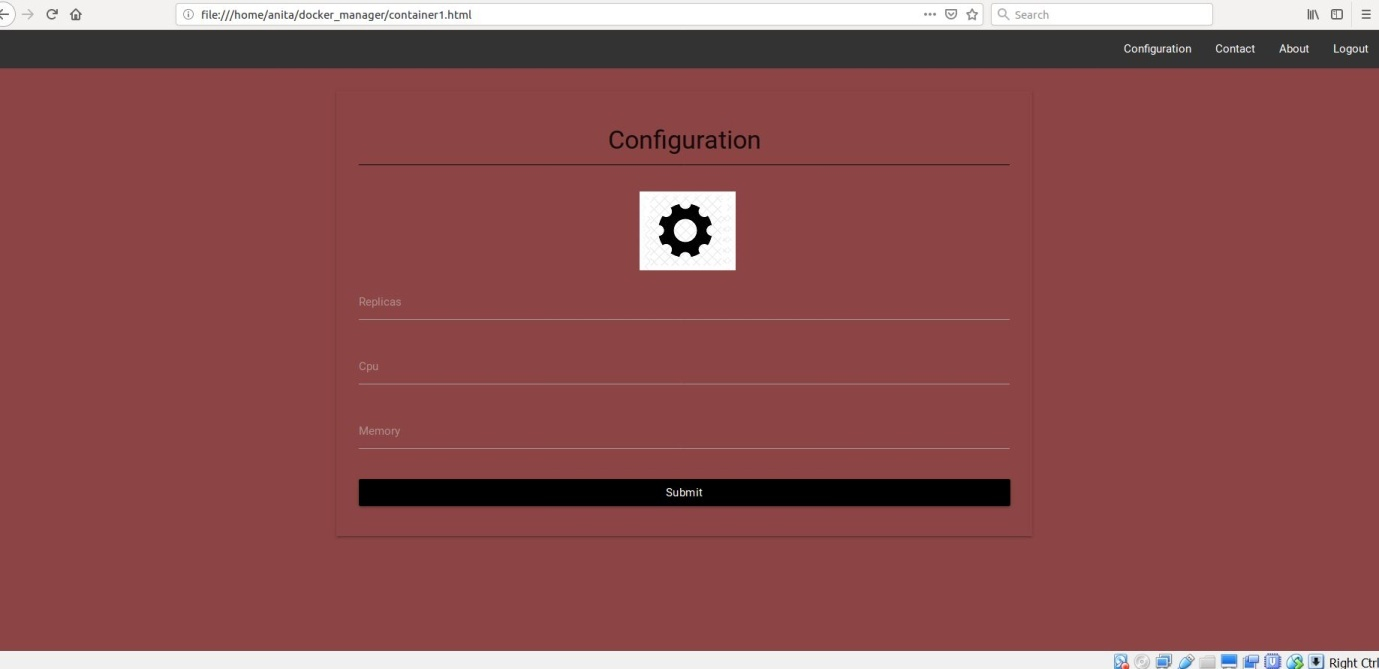 file:///home/anita/docker_manager/container1.html
Search
Configuration Contact About Logout
Configuration
Replicas
Cpu
Memory
Submit
Right Ctrl